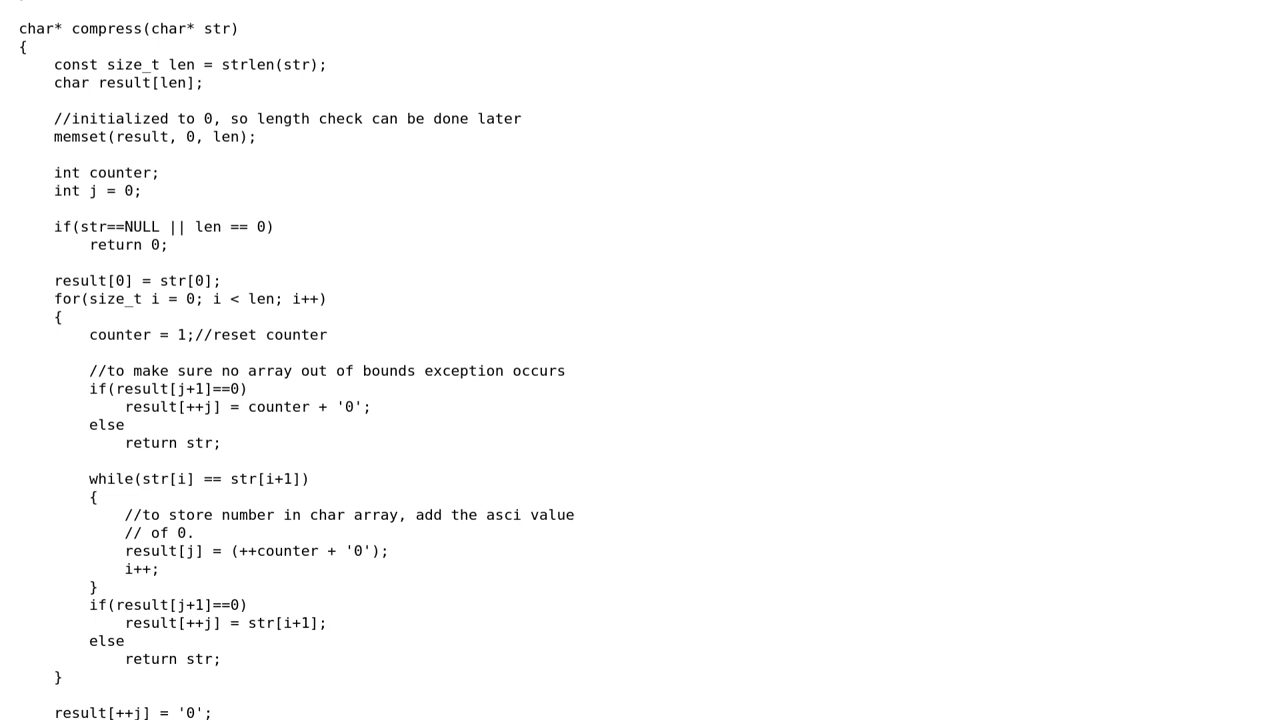 char* compress(char* str)
{
    const size_t len = strlen(str);
    char result[len];

    //initialized to 0, so length check can be done later
    memset(result, 0, len);

    int counter;
    int j = 0;

    if(str==NULL || len == 0)
        return 0;

    result[0] = str[0];
    for(size_t i = 0; i < len; i++)
    {
        counter = 1;//reset counter

        //to make sure no array out of bounds exception occurs
        if(result[j+1]==0)
            result[++j] = counter + '0';
        else
            return str;

        while(str[i] == str[i+1])
        {
            //to store number in char array, add the asci value
            // of 0.
            result[j] = (++counter + '0');
            i++;
        }
        if(result[j+1]==0)
            result[++j] = str[i+1];
        else
            return str;
    }

    result[++j] = '0';